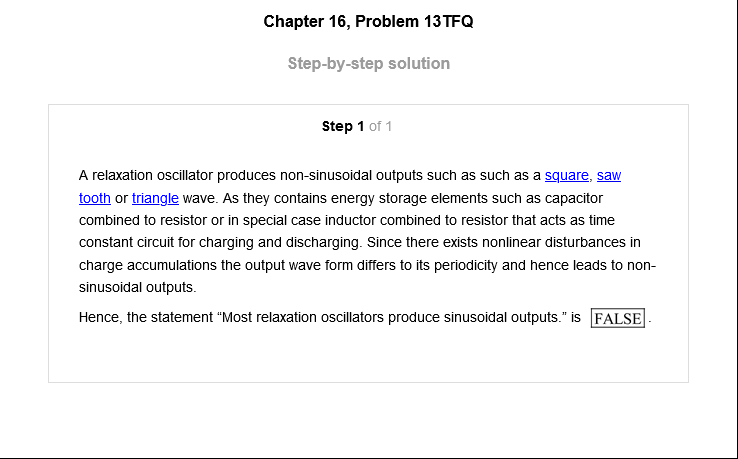 Chapter 16, Problem 13TFQ
Step-by-step solution
Step 1 of 1
A relaxation oscillator produces non-sinusoidal outputs such as such as a square, saw
tooth or triangle wave. As they contains energy storage elements such as capacitor
combined to resistor or in special case inductor combined to resistor that acts as time
constant circuit for charging and discharging. Since there exists nonlinear disturbances in
charge accumulations the output wave form differs to its periodicity and hence leads to non-
sinusoidal outputs.
Hence, the statement “Most relaxation oscillators produce sinusoidal outputs.” is FALSE.